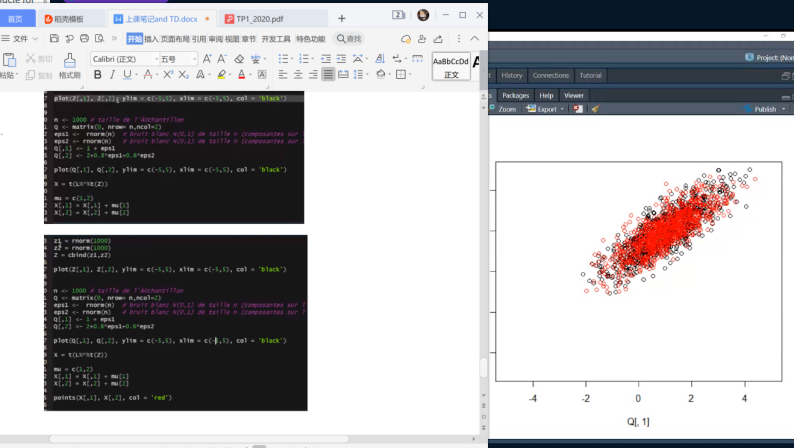 首页
稻壳模板
上课笔记and TD.docx
TP1_2020.pdf
文件
开始 插入 页面布局 引用 审阅 视图 章节 开发工具 特色功能 查找
粘贴
剪切
复制
格式刷
Calibri (正文)
五号
AaBbCcDd
正文
plot(Z[,1], Z[,2], ylim = c(-5,5), xlim = c(-5,5), col = 'black')
n <- 1000 # taille de l'échantillon
Q <- matrix(0, nrow= n,ncol=2)
eps1 <- rnorm(n) # bruit blanc N(0,1) de taille n (composantes sur l
eps2 <- rnorm(n) # bruit blanc N(0,1) de taille n (composantes sur l
Q[,1] <- 1 + eps1
Q[,2] <- 2+0.8*eps1+0.6*eps2
plot(Q[,1], Q[,2], ylim = c(-5,5), xlim = c(-5,5), col = 'black')
X = t(L%*%t(Z))
mu = c(1,2)
X[,1] = X[,1] + mu[1]
X[,2] = X[,2] + mu[2]
z1 = rnorm(1000)
z2 = rnorm(1000)
Z = cbind(z1,z2)
plot(Z[,1], Z[,2], ylim = c(-5,5), xlim = c(-5,5), col = 'black')
n <- 1000 # taille de l'échantillon
Q <- matrix(0, nrow= n,ncol=2)
eps1 <- rnorm(n) # bruit blanc N(0,1) de taille n (composantes sur l
eps2 <- rnorm(n) # bruit blanc N(0,1) de taille n (composantes sur l
Q[,1] <- 1 + eps1
Q[,2] <- 2+0.8*eps1+0.6*eps2
plot(Q[,1], Q[,2], ylim = c(-5,5), xlim = c(-5,5), col = 'black')
X = t(L%*%t(Z))
mu = c(1,2)
X[,1] = X[,1] + mu[1]
X[,2] = X[,2] + mu[2]
points(X[,1], X[,2], col = 'red')
Project: (Non
History Connections Tutorial
Packages Help Viewer
Zoom Export Publish
-4 -2 0 2 4
Q[, 1]